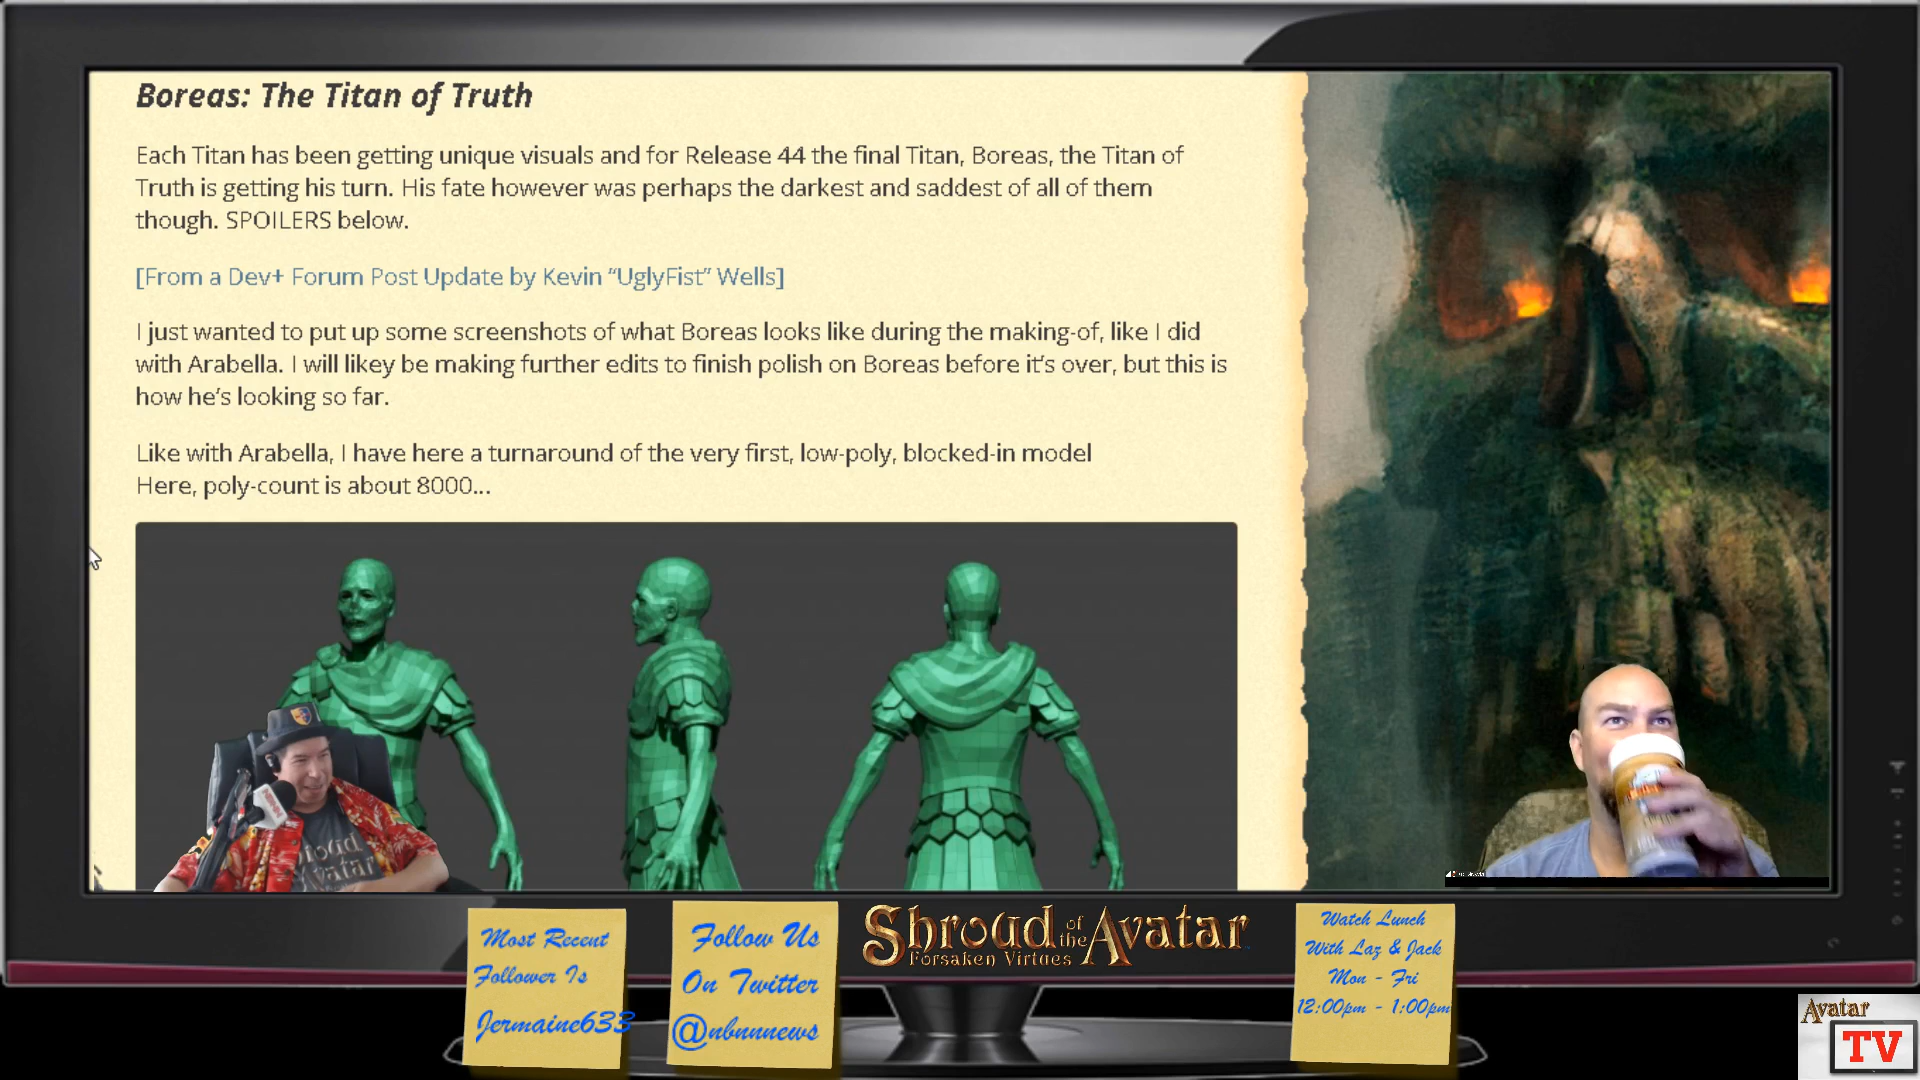 Boreas: The Titan of Truth
Each Titan has been getting unique visuals and for Release 44 the final Titan, Boreas, the Titan of
Truth is getting his turn. His fate however was perhaps the darkest and saddest of all of them
though. SPOILERS below.
[From a Dev+ Forum Post Update by Kevin “UglyFist” Wells]
I just wanted to put up some screenshots of what Boreas looks like during the making-of, like I did
with Arabella. I will likey be making further edits to finish polish on Boreas before it’s over, but this is
how he’s looking so far.
Like with Arabella, I have here a turnaround of the very first, low-poly, blocked-in model
Here, poly-count is about 8000...
Shroud
Avatar
Most Recent
Follower Is
Jermaine633
Follow Us
On Twitter
@nbnnnews
Shroud of the Avatar
Forsaken Virtues
Watch Lunch
With Laz & Jack
Mon - Fri
12:00pm - 1:00pm
Avatar
TV